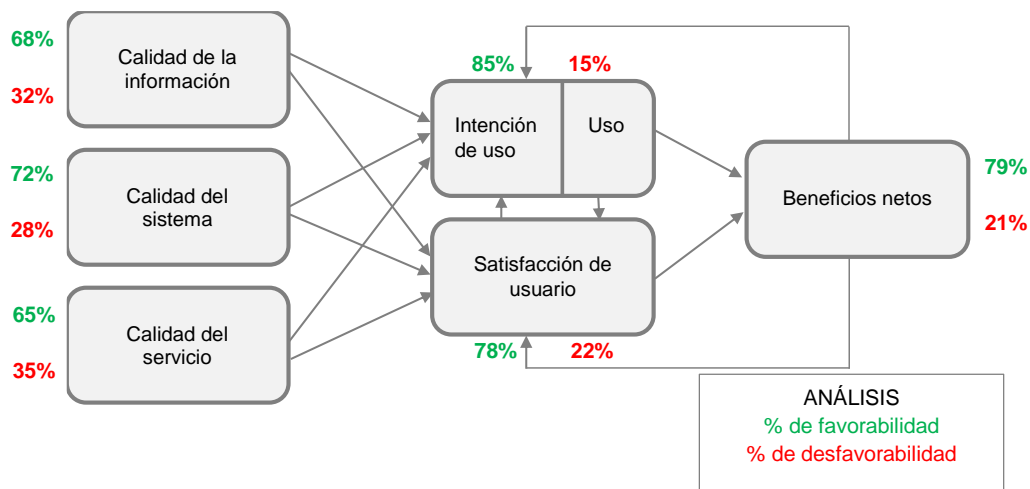 68%
32%
Calidad de la
información
72%
28%
Calidad del
sistema
65%
35%
Calidad del
servicio
85%
15%
Intención
de uso
Uso
Satisfacción de
usuario
78%
22%
Beneficios netos
79%
21%
ANÁLISIS
% de favorabilidad
% de desfavorabilidad